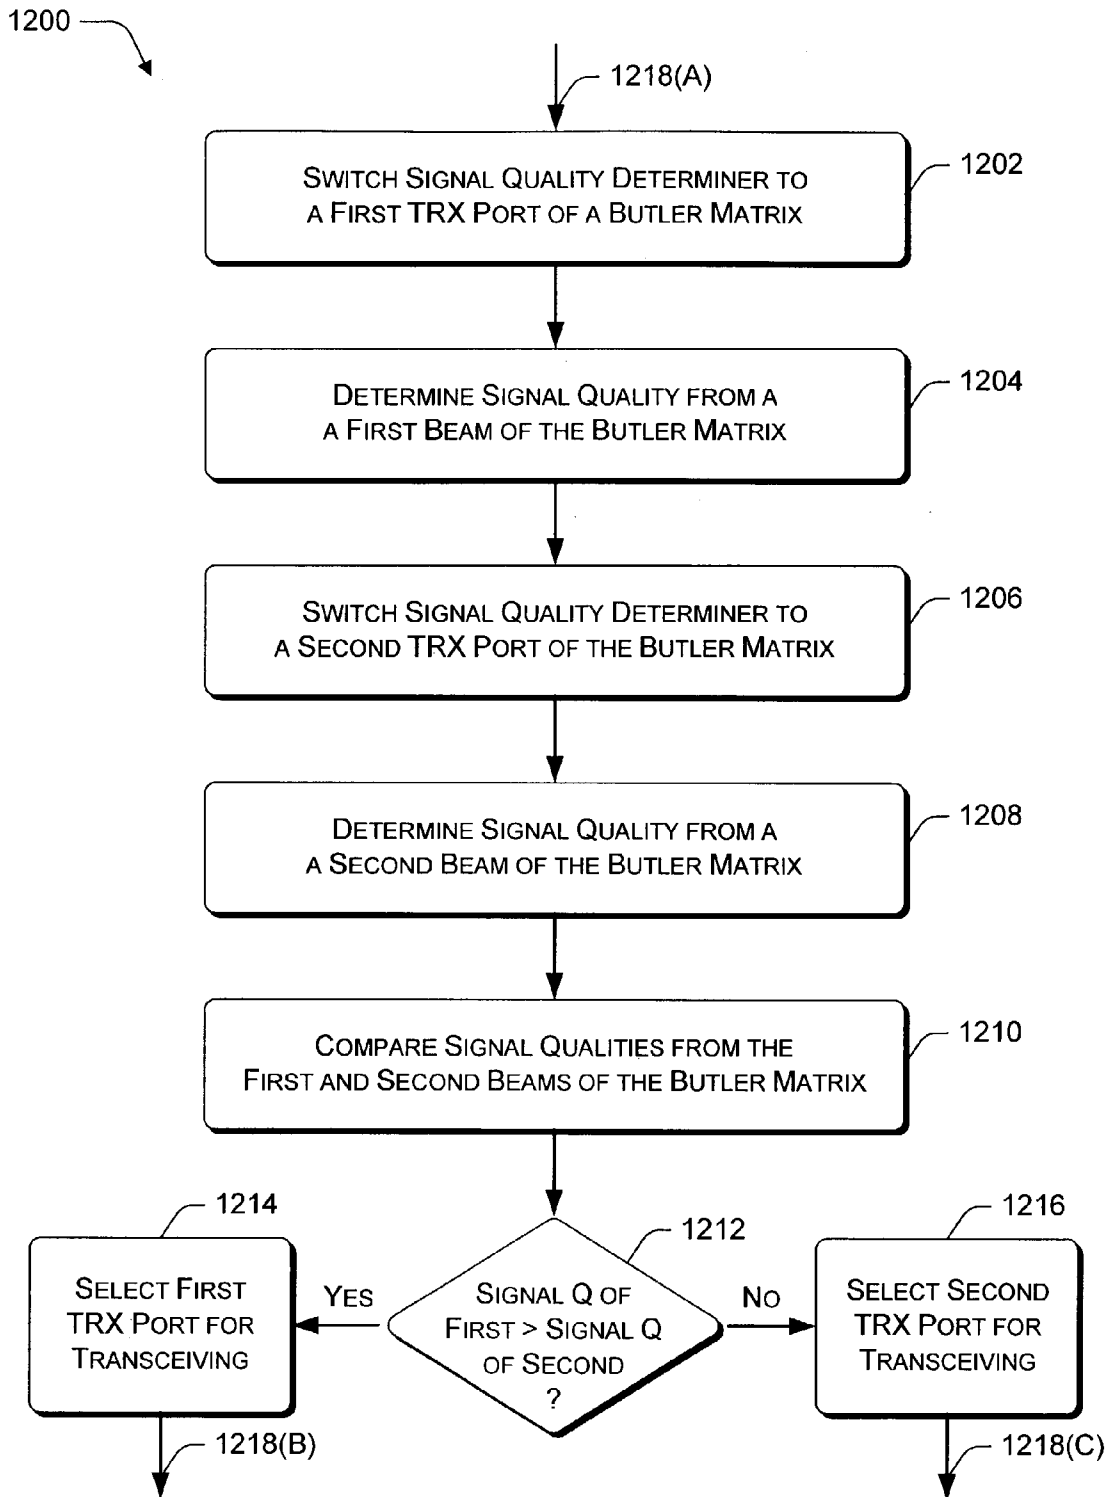 1200
1218(A)
SWITCH SIGNAL QUALITY DETERMINER TO
A FIRST TRX PORT OF A BUTLER MATRIX
1202
DETERMINE SIGNAL QUALITY FROM A
A FIRST BEAM OF THE BUTLER MATRIX
1204
SWITCH SIGNAL QUALITY DETERMINER TO
A SECOND TRX PORT OF THE BUTLER MATRIX
1206
DETERMINE SIGNAL QUALITY FROM A
A SECOND BEAM OF THE BUTLER MATRIX
1208
COMPARE SIGNAL QUALITIES FROM THE
FIRST AND SECOND BEAMS OF THE BUTLER MATRIX
1210
1214
SELECT FIRST
TRX PORT FOR
TRANSCEIVING
YES
1212
SIGNAL Q OF
FIRST > SIGNAL Q
OF SECOND
?
NO
1216
SELECT SECOND
TRX PORT FOR
TRANSCEIVING
1218(B)
1218(C)